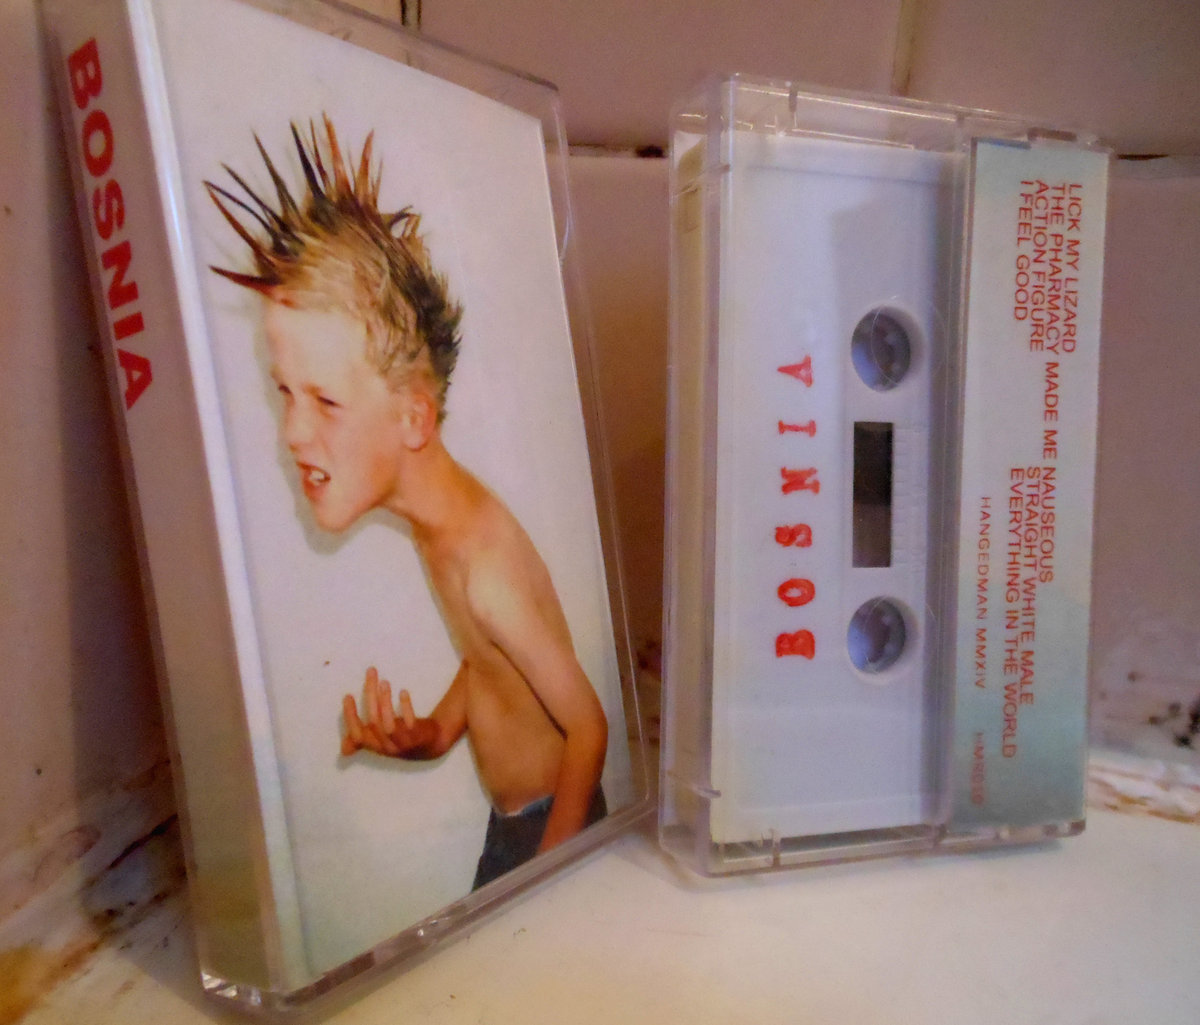 BOSNIA
BOSNIA
LICK MY LIZARD
THE PHARMACY MADE ME NAUSEOUS
ACTION FIGURE
I FEEL GOOD
STRAIGHT WHITE MALE
EVERYTHING IN THE WORLD
HANGEDMAN MMXIV